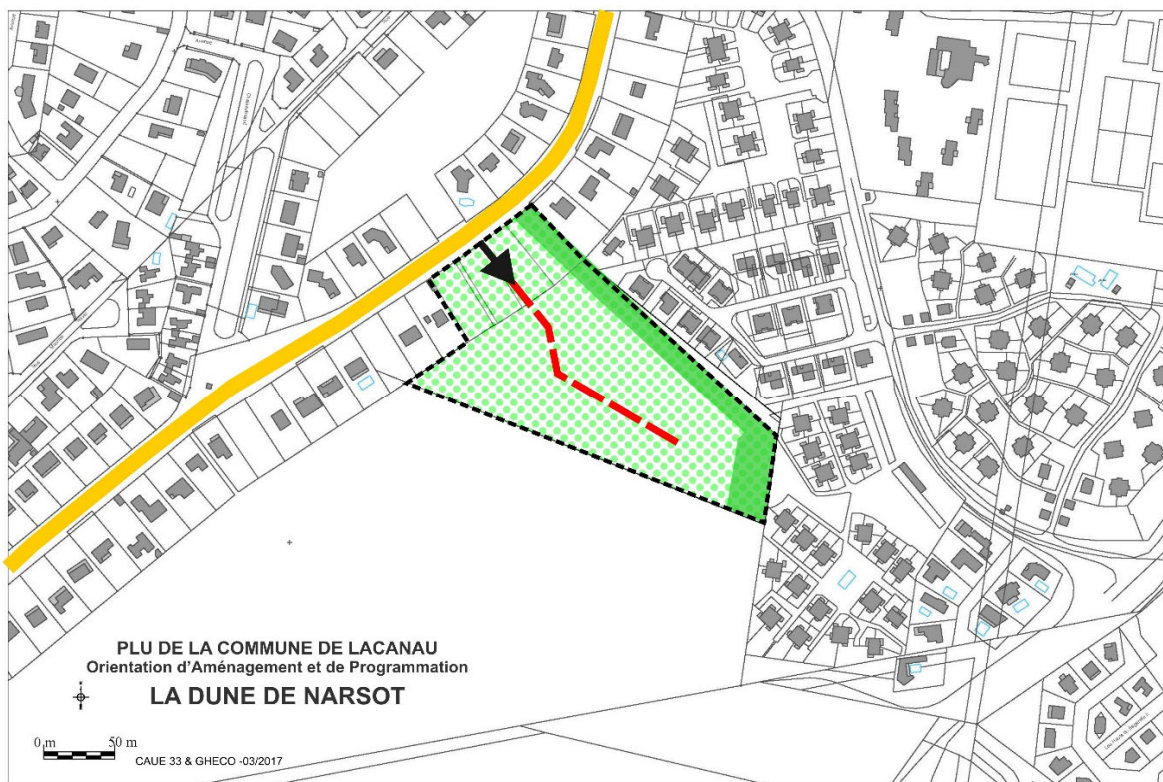 PLU DE LA COMMUNE DE LACANAU
Orientation d'Aménagement et de Programmation
LA DUNE DE NARSOT
0 m
50 m
CAUE 33 & GHECO -03/2017